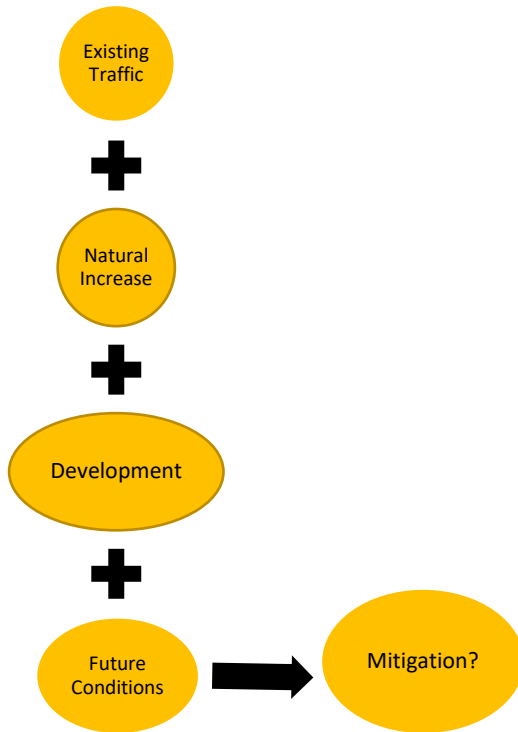 Existing
Traffic
Natural
Increase
Development
Future
Conditions
Mitigation?